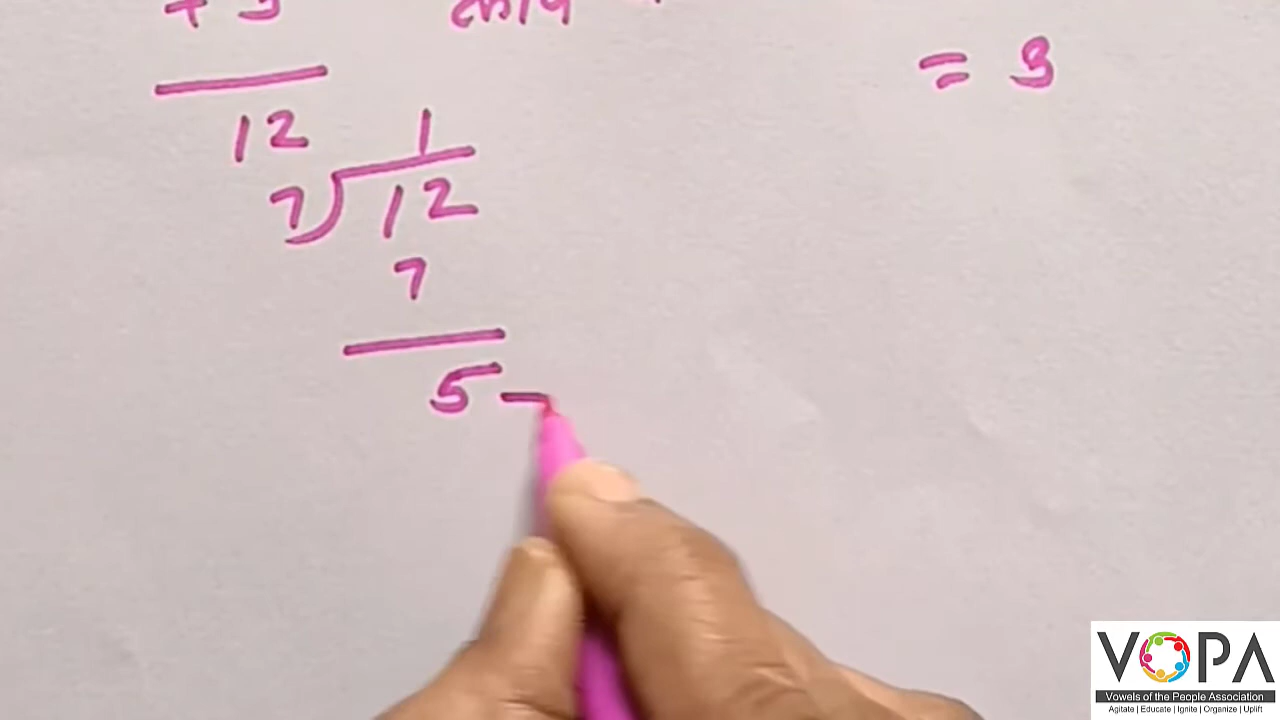 = 3
12
1
7 12
7
5 –
VOPA
Vowels of the People Association
Agitate | Educate | Ignite | Organize | Uplift